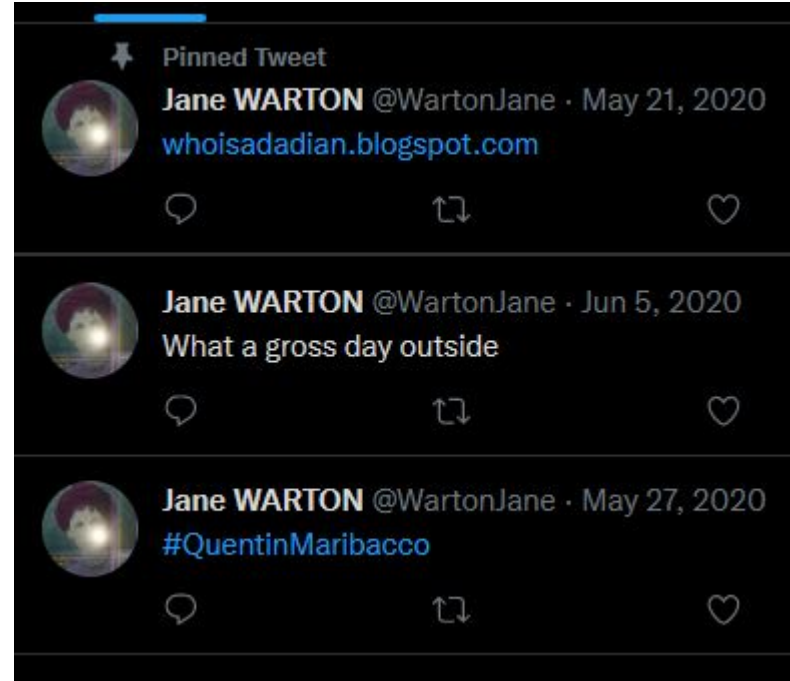 Pinned Tweet
Jane WARTON @WartonJane · May 21, 2020
whoisadadian.blogspot.com
Jane WARTON @WartonJane · Jun 5, 2020
What a gross day outside
Jane WARTON @WartonJane · May 27, 2020
#QuentinMaribacco